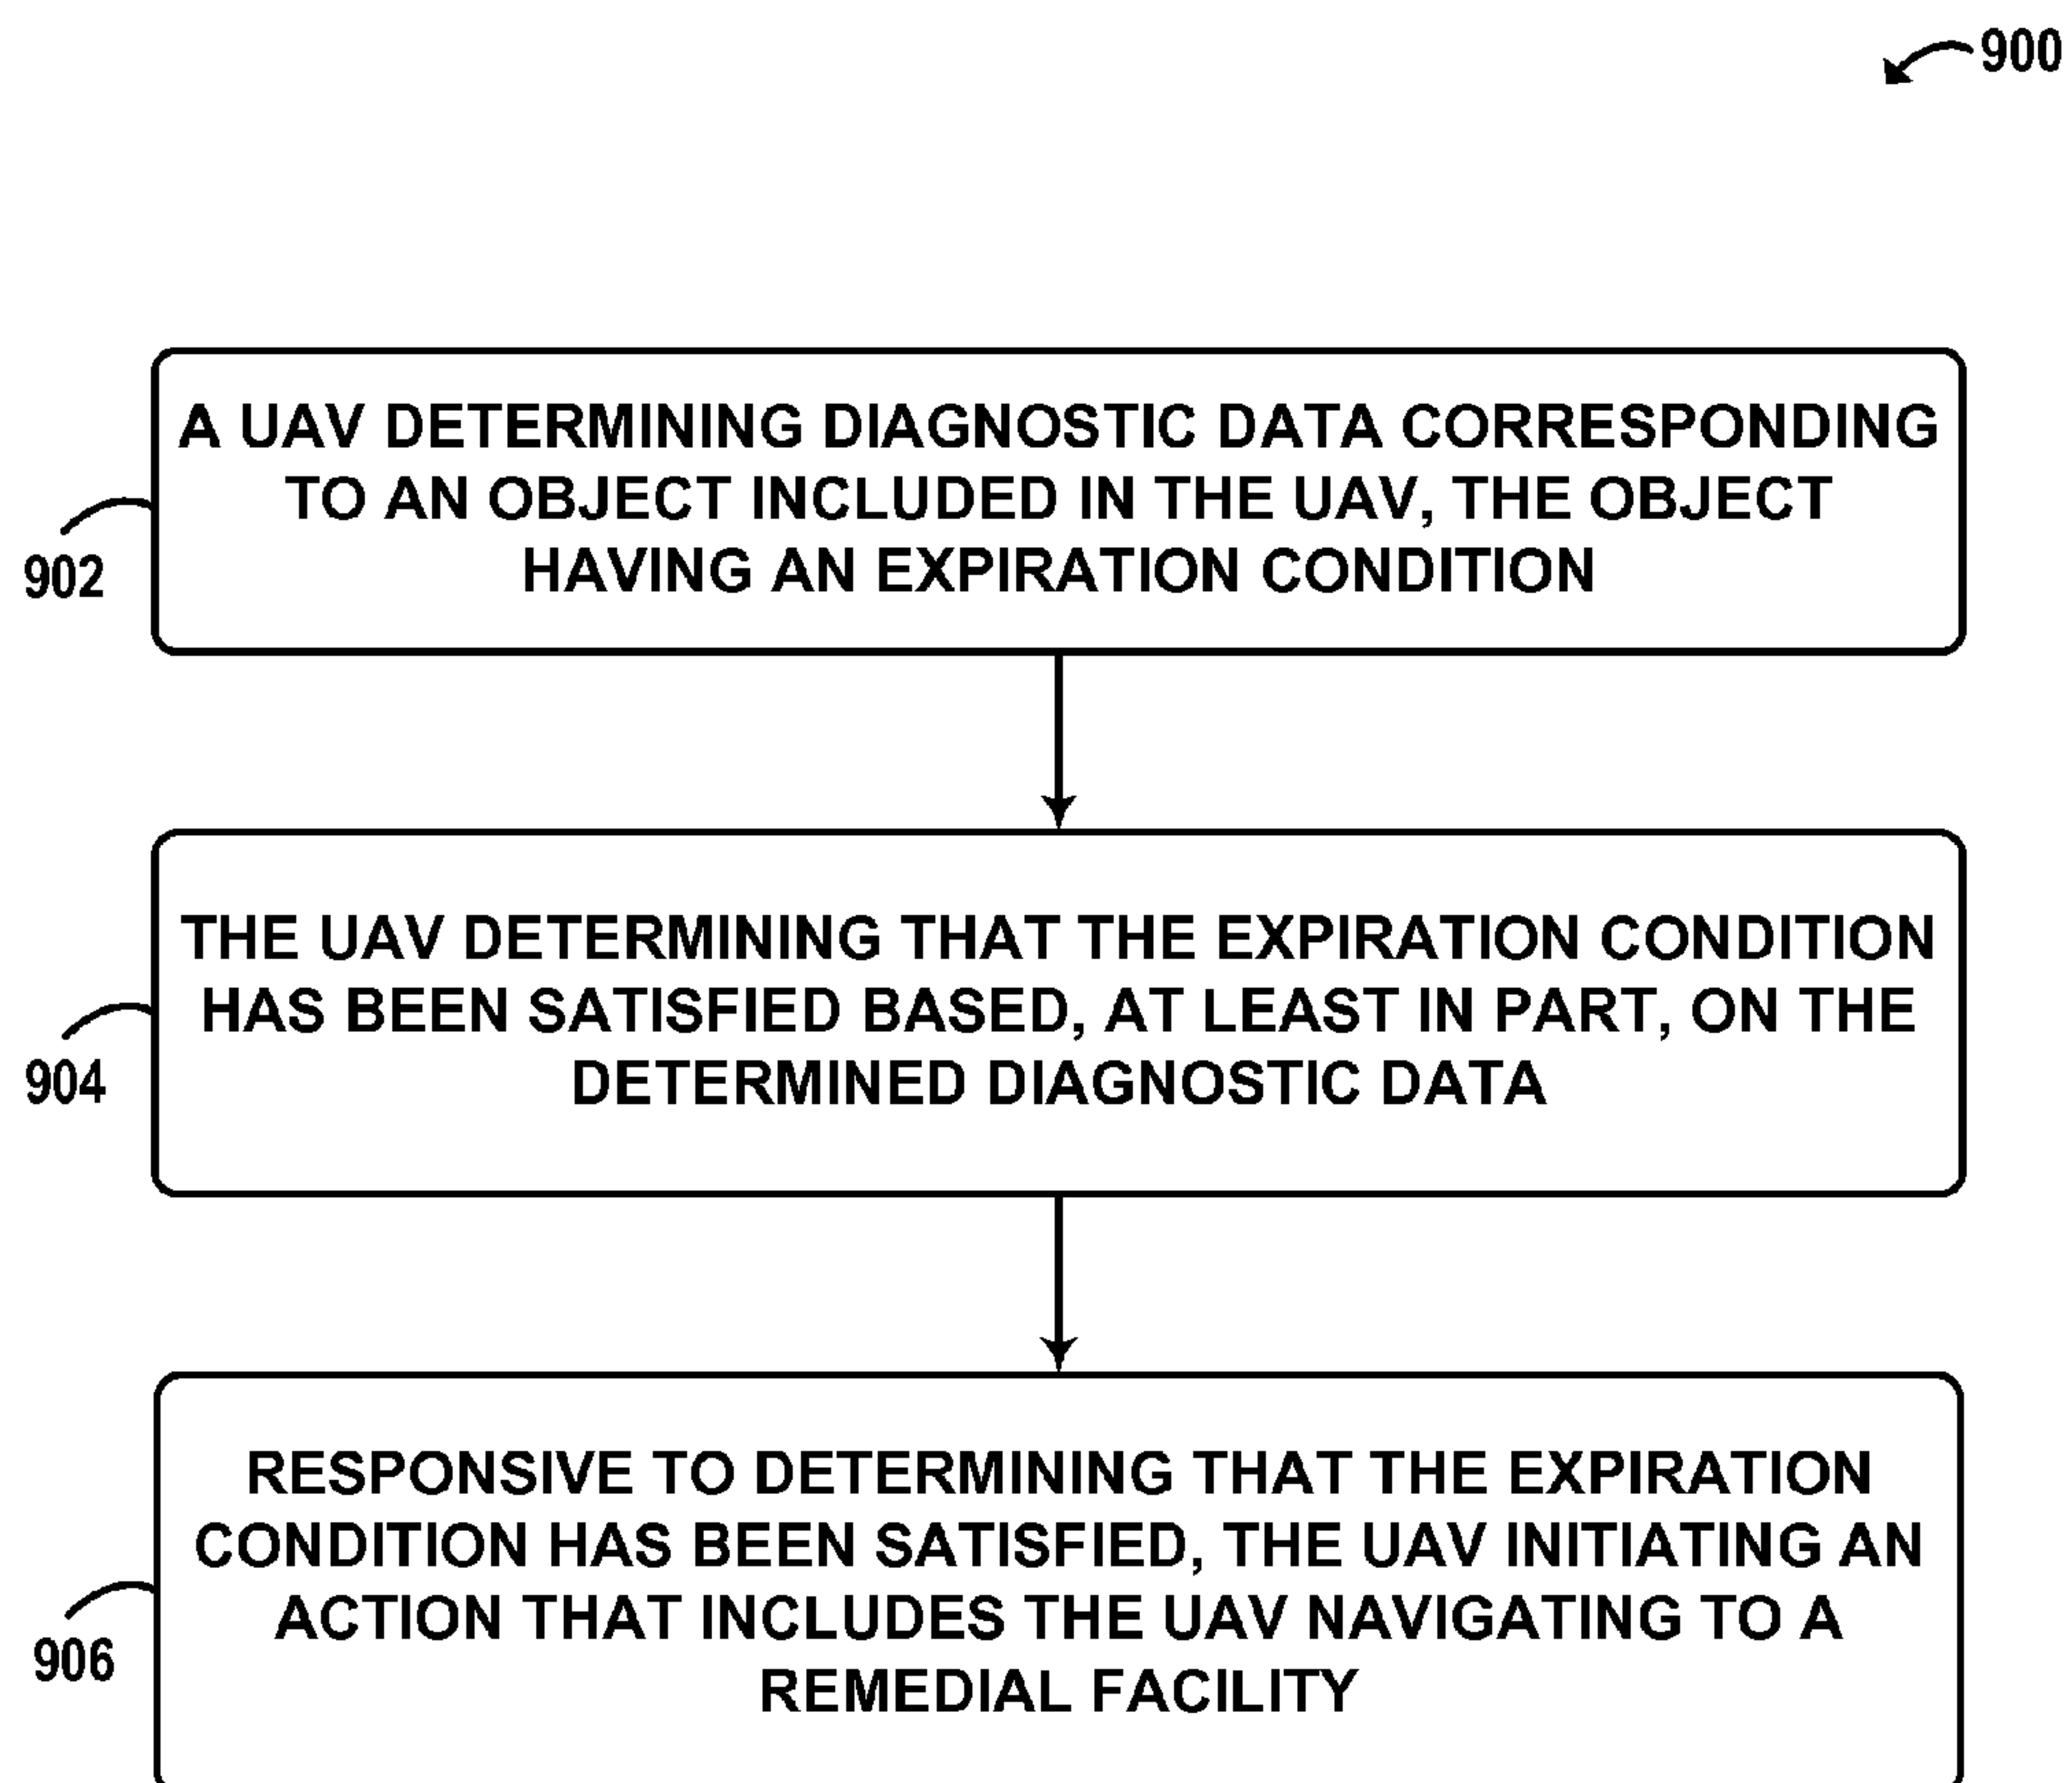 900
A UAV DETERMINING DIAGNOSTIC DATA CORRESPONDING
TO AN OBJECT INCLUDED IN THE UAV, THE OBJECT
HAVING AN EXPIRATION CONDITION
902
THE UAV DETERMINING THAT THE EXPIRATION CONDITION
HAS BEEN SATISFIED BASED, AT LEAST IN PART, ON THE
DETERMINED DIAGNOSTIC DATA
904
RESPONSIVE TO DETERMINING THAT THE EXPIRATION
CONDITION HAS BEEN SATISFIED, THE UAV INITIATING AN
ACTION THAT INCLUDES THE UAV NAVIGATING TO A
REMEDIAL FACILITY
906